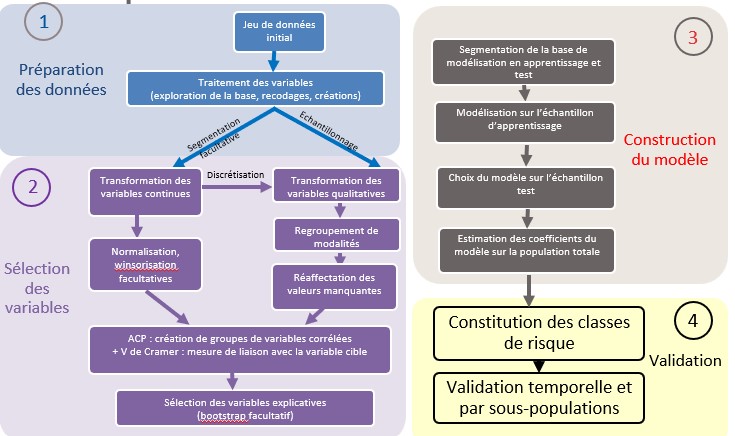 1
Préparation
des données
Jeu de données
initial
Traitement des variables
(exploration de la base, recodages, créations)
Segmentation
facultative
Echantillonnage
2
Sélection
des
variables
Transformation des
variables continues
Discrétisation
Transformation des
variables qualitatives
Normalisation,
winsorisation
facultatives
Regroupement de
modalités
Réaffectation des
valeurs manquantes
ACP : création de groupes de variables corrélées
+ V de Cramer : mesure de liaison avec la variable cible
Sélection des variables explicatives
(bootstrap facultatif)
3
Construction
du modèle
Segmentation de la base de
modélisation en apprentissage et
test
Modélisation sur l'échantillon
d'apprentissage
Choix du modèle sur l'échantillon
test
Estimation des coefficients du
modèle sur la population totale
4
Validation
Constitution des classes
de risque
Validation temporelle et
par sous-populations